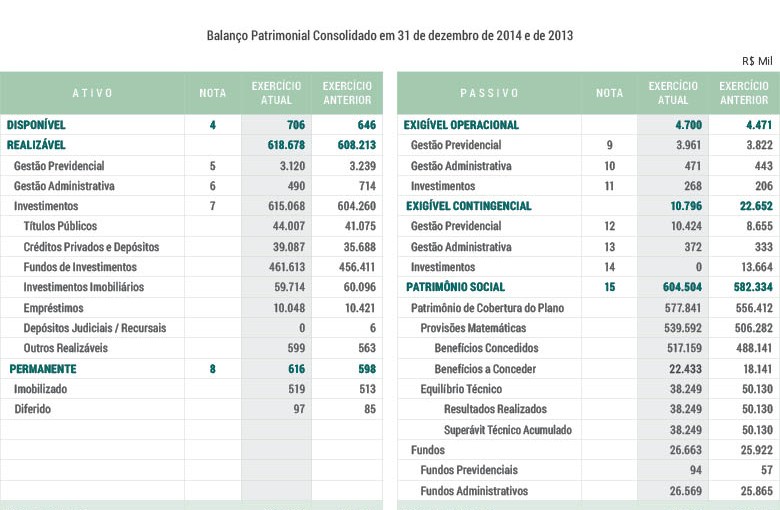 Balanço Patrimonial Consolidado em 31 de dezembro de 2014 e de 2013
R$ Mil
ATIVO NOTA EXERCÍCIO ATUAL EXERCÍCIO ANTERIOR
DISPONÍVEL 4 706 646
REALIZÁVEL 618.678 608.213
Gestão Previdencial 5 3.120 3.239
Gestão Administrativa 6 490 714
Investimentos 7 615.068 604.260
Títulos Públicos 44.007 41.075
Créditos Privados e Depósitos 39.087 35.688
Fundos de Investimentos 461.613 456.411
Investimentos Imobiliários 59.714 60.096
Empréstimos 10.048 10.421
Depósitos Judiciais / Recursais 0 6
Outros Realizáveis 599 563
PERMANENTE 8 616 598
Imobilizado 519 513
Diferido 97 85
PASSIVO NOTA EXERCÍCIO ATUAL EXERCÍCIO ANTERIOR
EXIGÍVEL OPERACIONAL 4.700 4.471
Gestão Previdencial 9 3.961 3.822
Gestão Administrativa 10 471 443
Investimentos 11 268 206
EXIGÍVEL CONTINGENCIAL 10.796 22.652
Gestão Previdencial 12 10.424 8.655
Gestão Administrativa 13 372 333
Investimentos 14 0 13.664
PATRIMÔNIO SOCIAL 15 604.504 582.334
Patrimônio de Cobertura do Plano 577.841 556.412
Provisões Matemáticas 539.592 506.282
Benefícios Concedidos 517.159 488.141
Benefícios a Conceder 22.433 18.141
Equilíbrio Técnico 38.249 50.130
Resultados Realizados 38.249 50.130
Superávit Técnico Acumulado 38.249 50.130
Fundos 26.663 25.922
Fundos Previdenciais 94 57
Fundos Administrativos 26.569 25.865